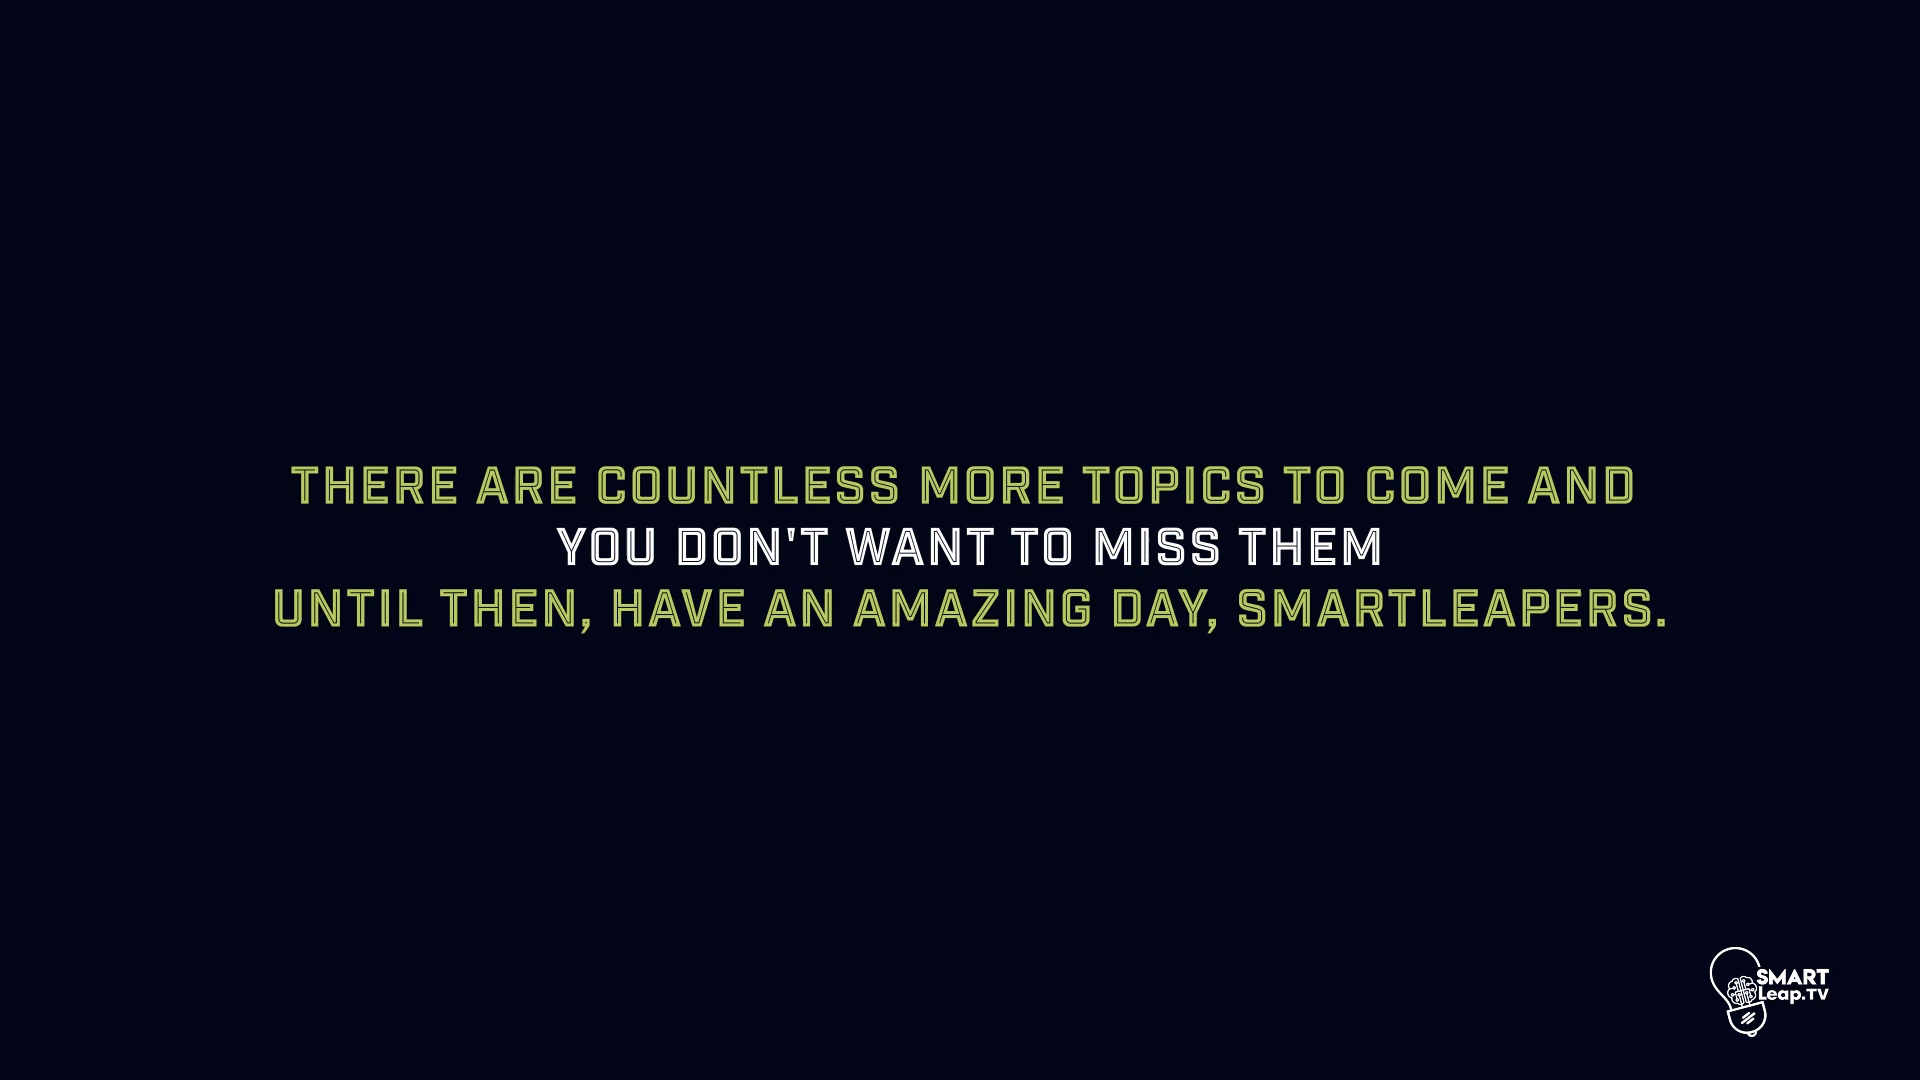 THERE ARE COUNTLESS MORE TOPICS TO COME AND
YOU DON'T WANT TO MISS THEM
UNTIL THEN, HAVE AN AMAZING DAY, SMARTLEAPERS.
SMART
Leap.TV